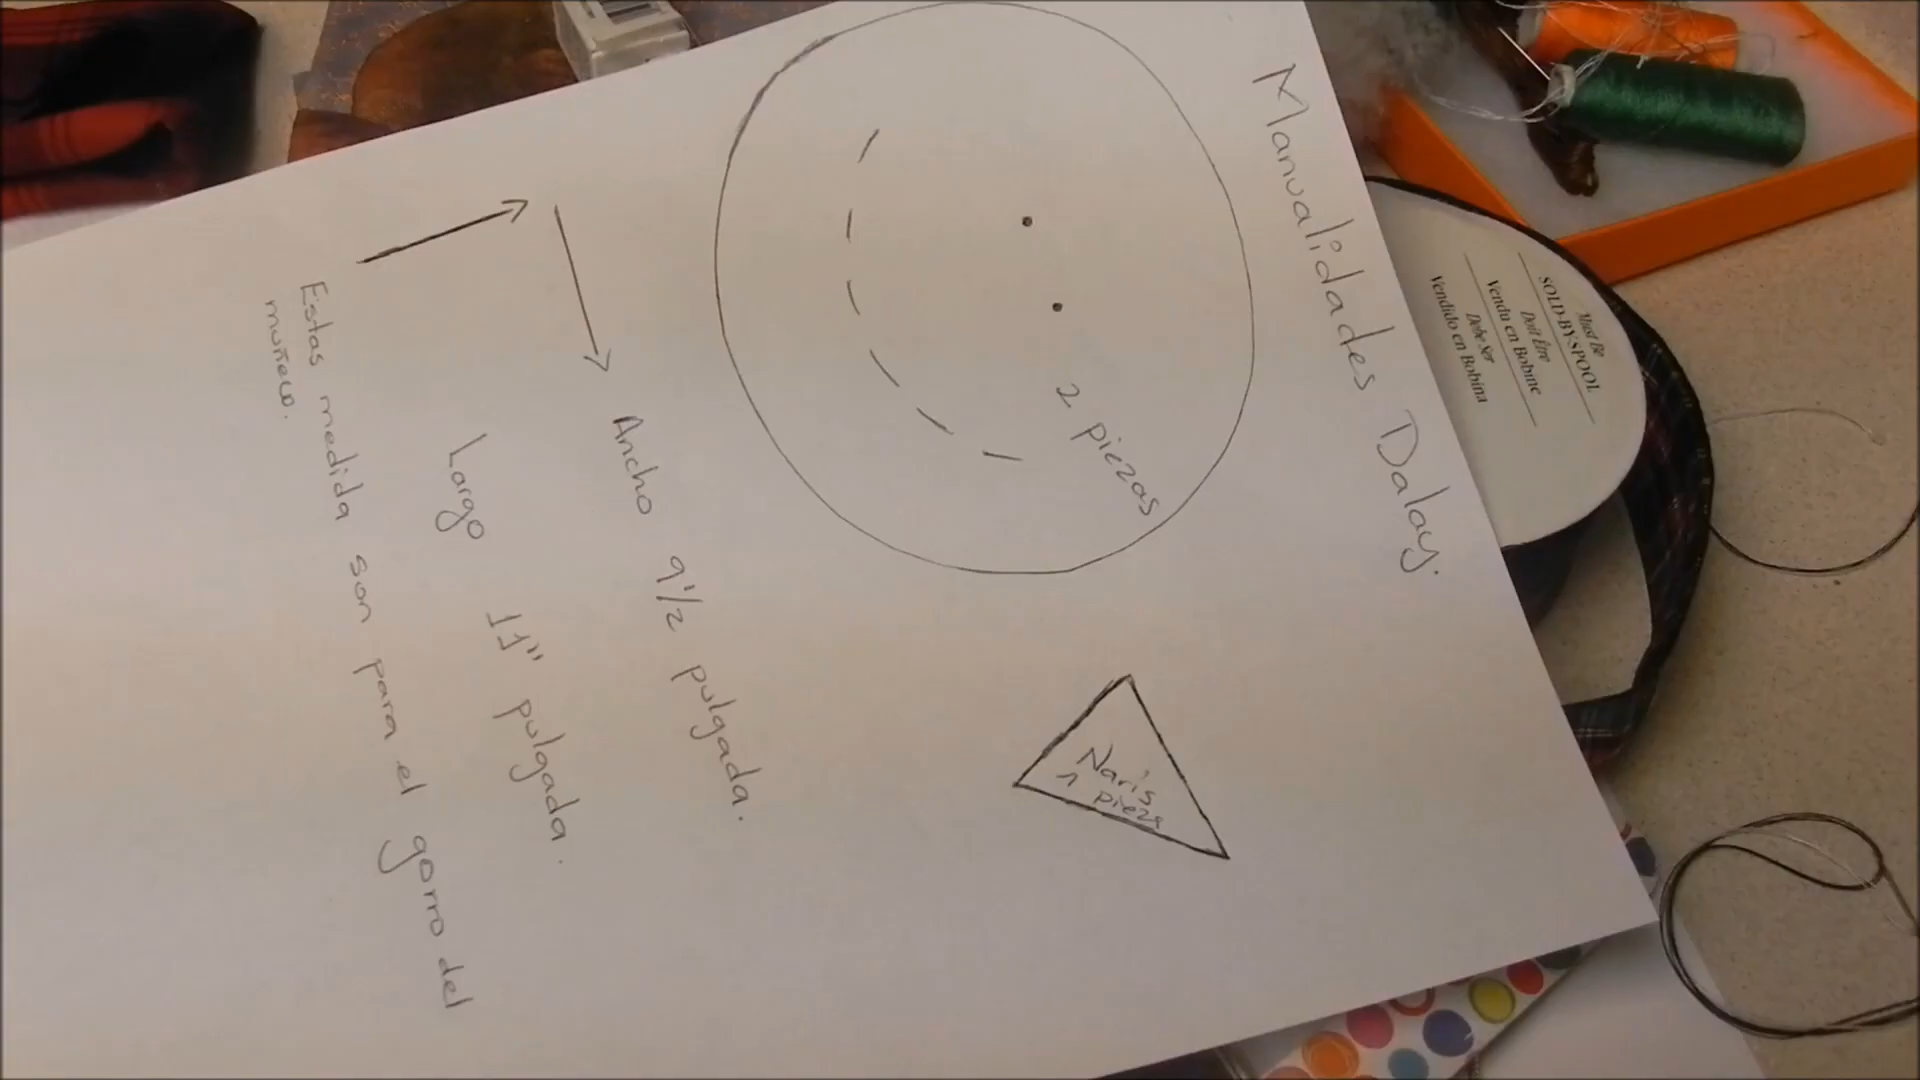 Manualidades Dalay.
2 piezas
Naris
1 pieza
Ancho 9 1/2 pulgada.
Largo 11" pulgada.
Estas medida son para el gorro del
muñeco.
Must Be
SOLD-BY-SPOOL
Doit Être
Vendu en Bobine
Debe Ser
Vendido en Bobina